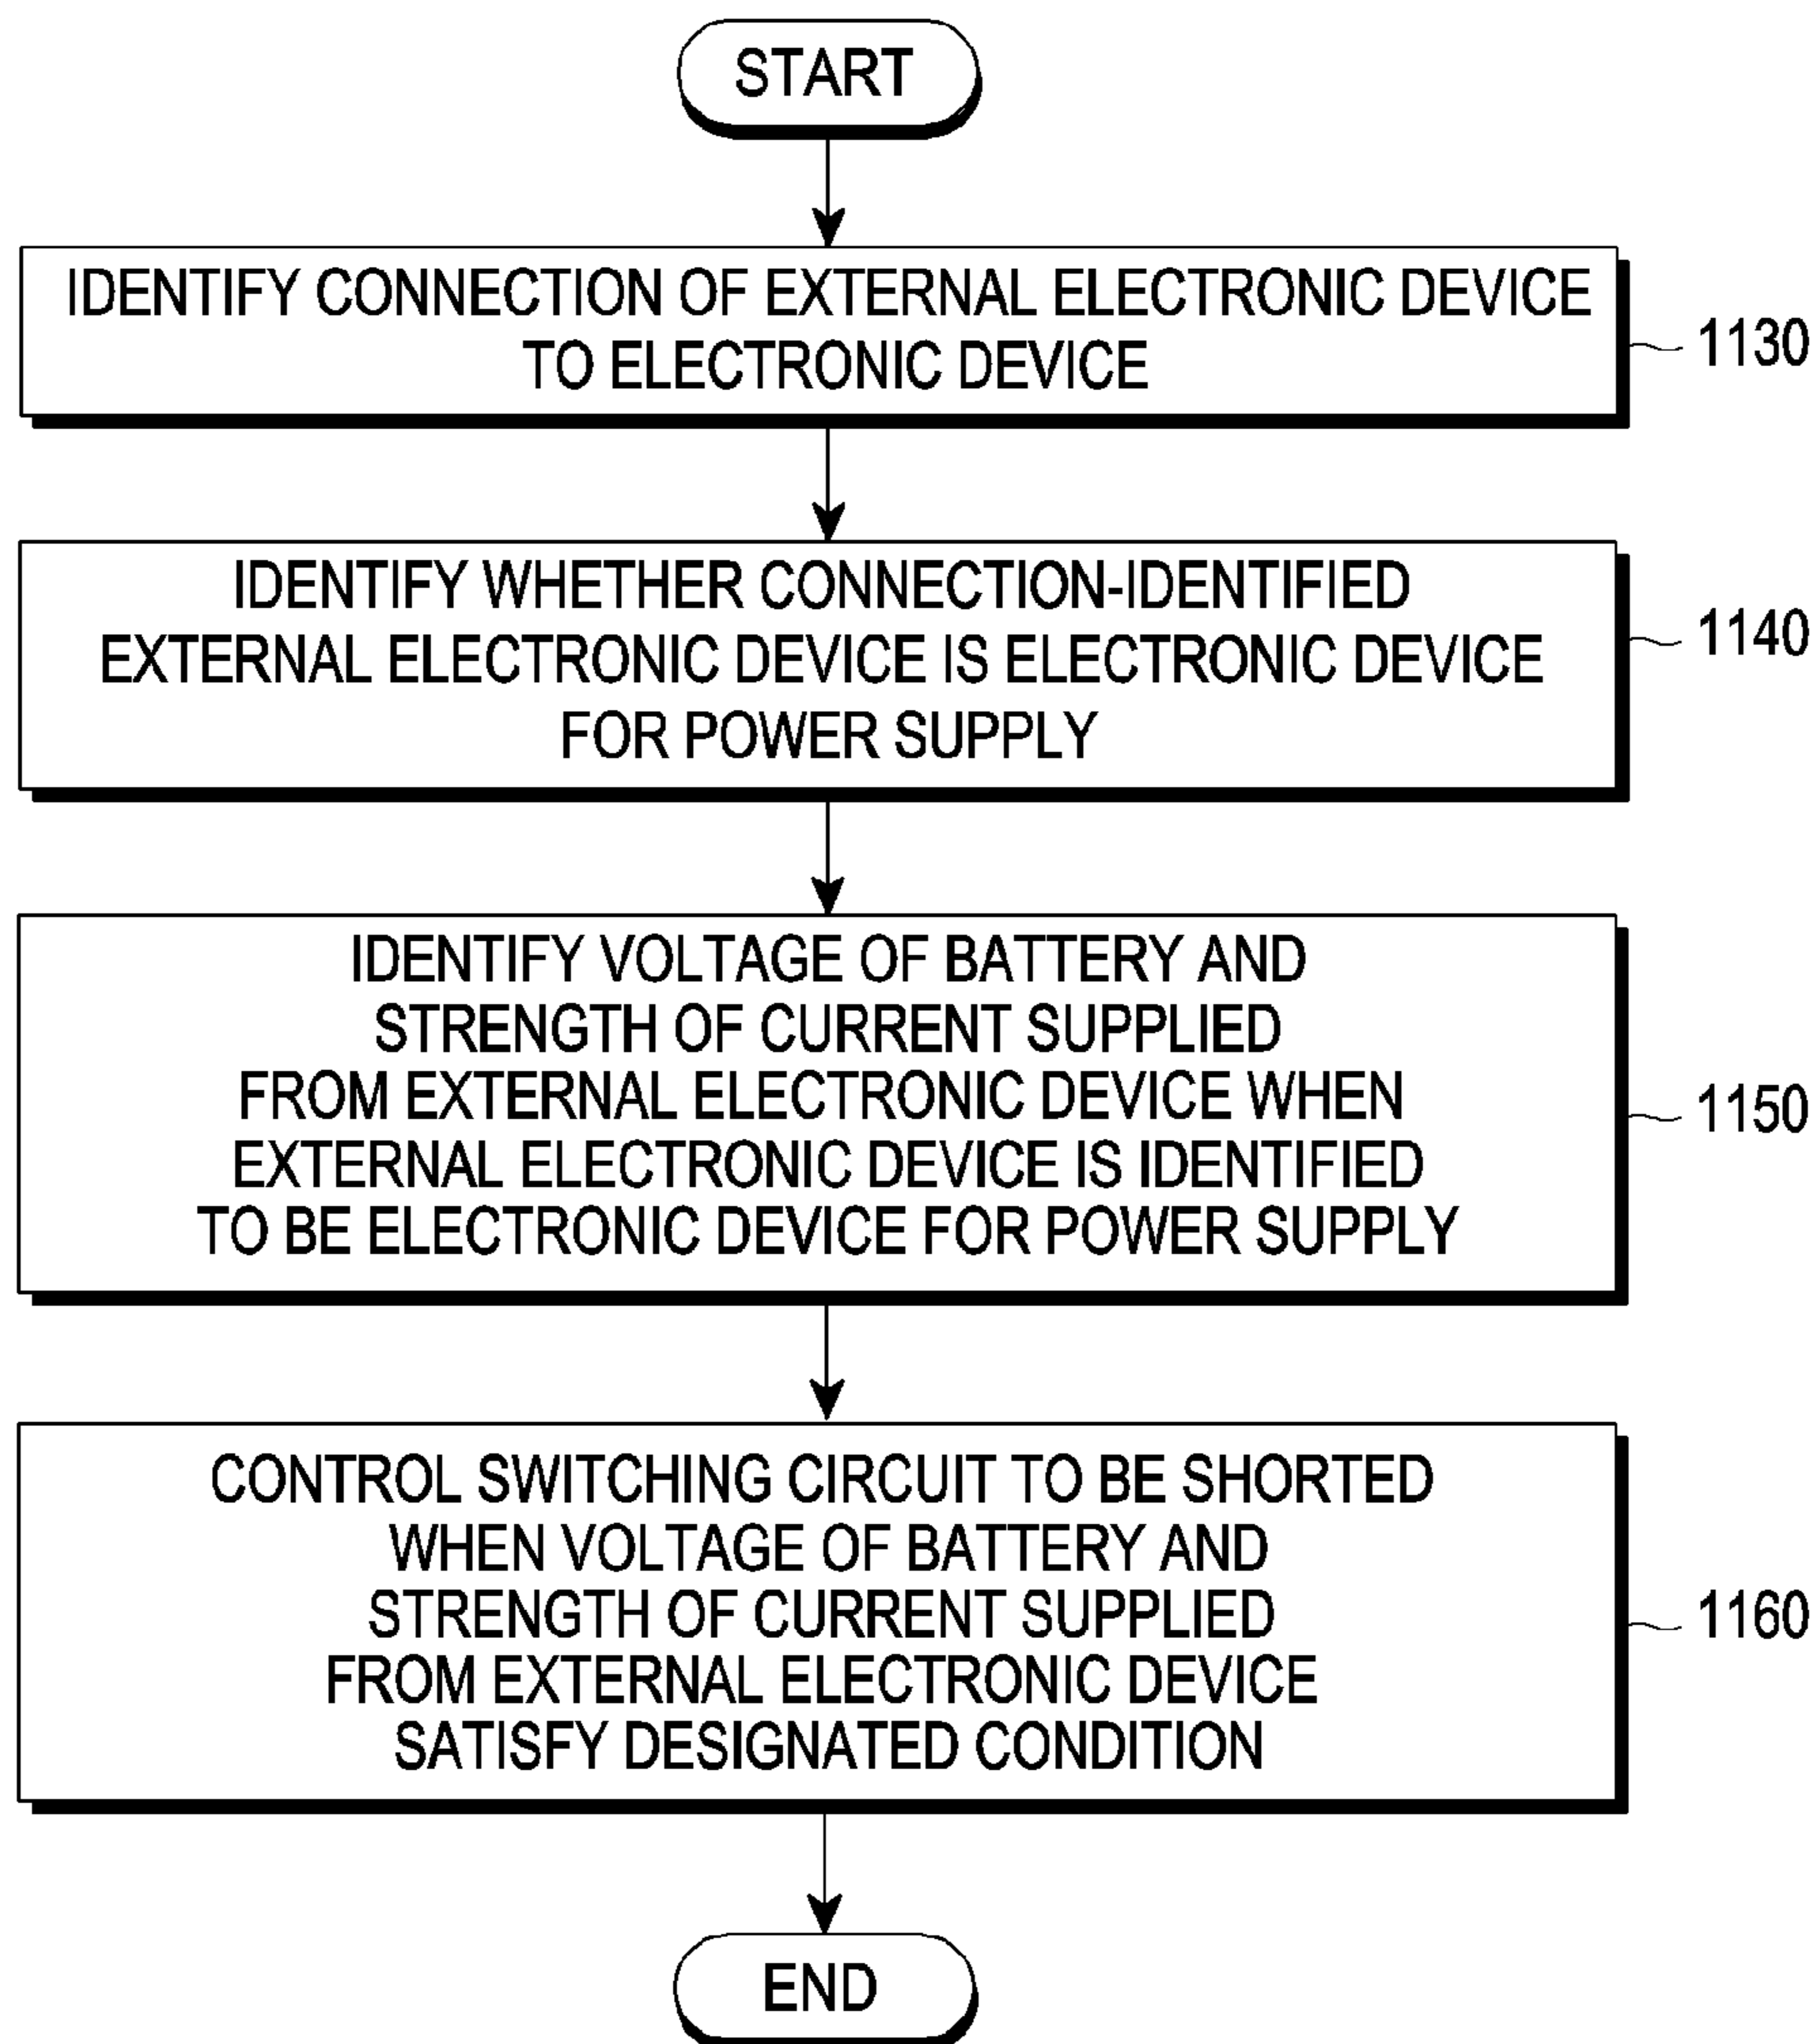 START
IDENTIFY CONNECTION OF EXTERNAL ELECTRONIC DEVICE
TO ELECTRONIC DEVICE
1130
IDENTIFY WHETHER CONNECTION-IDENTIFIED
EXTERNAL ELECTRONIC DEVICE IS ELECTRONIC DEVICE
FOR POWER SUPPLY
1140
IDENTIFY VOLTAGE OF BATTERY AND
STRENGTH OF CURRENT SUPPLIED
FROM EXTERNAL ELECTRONIC DEVICE WHEN
EXTERNAL ELECTRONIC DEVICE IS IDENTIFIED
TO BE ELECTRONIC DEVICE FOR POWER SUPPLY
1150
CONTROL SWITCHING CIRCUIT TO BE SHORTED
WHEN VOLTAGE OF BATTERY AND
STRENGTH OF CURRENT SUPPLIED
FROM EXTERNAL ELECTRONIC DEVICE
SATISFY DESIGNATED CONDITION
1160
END